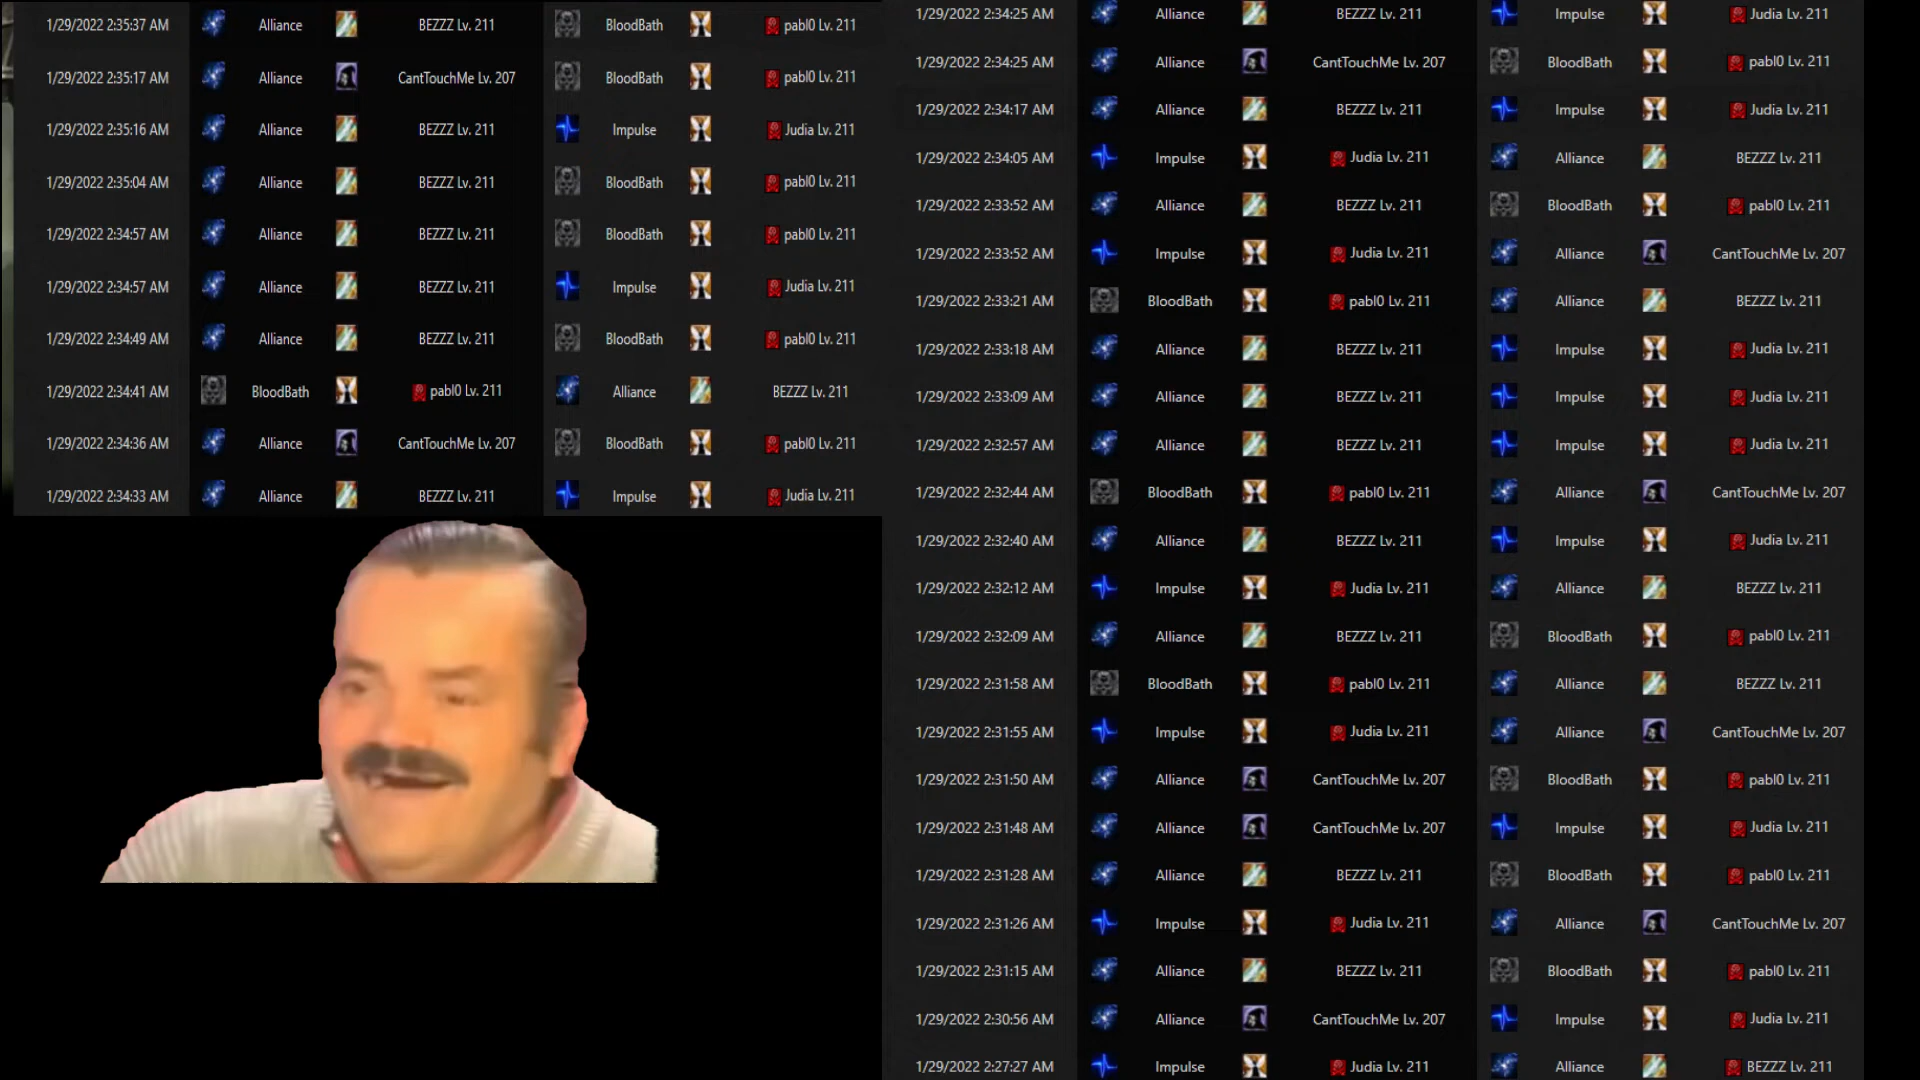 1/29/2022 2:35:37 AM Alliance BEZZZ Lv. 211 BloodBath pabl0 Lv. 211
1/29/2022 2:35:17 AM Alliance CantTouchMe Lv. 207 BloodBath pabl0 Lv. 211
1/29/2022 2:35:16 AM Alliance BEZZZ Lv. 211 Impulse Judia Lv. 211
1/29/2022 2:35:04 AM Alliance BEZZZ Lv. 211 BloodBath pabl0 Lv. 211
1/29/2022 2:34:57 AM Alliance BEZZZ Lv. 211 BloodBath pabl0 Lv. 211
1/29/2022 2:34:57 AM Alliance BEZZZ Lv. 211 Impulse Judia Lv. 211
1/29/2022 2:34:49 AM Alliance BEZZZ Lv. 211 BloodBath pabl0 Lv. 211
1/29/2022 2:34:41 AM BloodBath pabl0 Lv. 211 Alliance BEZZZ Lv. 211
1/29/2022 2:34:36 AM Alliance CantTouchMe Lv. 207 BloodBath pabl0 Lv. 211
1/29/2022 2:34:33 AM Alliance BEZZZ Lv. 211 Impulse Judia Lv. 211
1/29/2022 2:34:25 AM Alliance BEZZZ Lv. 211 Impulse Judia Lv. 211
1/29/2022 2:34:25 AM Alliance CantTouchMe Lv. 207 BloodBath pabl0 Lv. 211
1/29/2022 2:34:17 AM Alliance BEZZZ Lv. 211 Impulse Judia Lv. 211
1/29/2022 2:34:05 AM Impulse Judia Lv. 211 Alliance BEZZZ Lv. 211
1/29/2022 2:33:52 AM Alliance BEZZZ Lv. 211 BloodBath pabl0 Lv. 211
1/29/2022 2:33:52 AM Impulse Judia Lv. 211 Alliance CantTouchMe Lv. 207
1/29/2022 2:33:21 AM BloodBath pabl0 Lv. 211 Alliance BEZZZ Lv. 211
1/29/2022 2:33:18 AM Alliance BEZZZ Lv. 211 Impulse Judia Lv. 211
1/29/2022 2:33:09 AM Alliance BEZZZ Lv. 211 Impulse Judia Lv. 211
1/29/2022 2:32:57 AM Alliance BEZZZ Lv. 211 Impulse Judia Lv. 211
1/29/2022 2:32:44 AM BloodBath pabl0 Lv. 211 Alliance CantTouchMe Lv. 207
1/29/2022 2:32:40 AM Alliance BEZZZ Lv. 211 Impulse Judia Lv. 211
1/29/2022 2:32:12 AM Impulse Judia Lv. 211 Alliance BEZZZ Lv. 211
1/29/2022 2:32:09 AM Alliance BEZZZ Lv. 211 BloodBath pabl0 Lv. 211
1/29/2022 2:31:58 AM BloodBath pabl0 Lv. 211 Alliance BEZZZ Lv. 211
1/29/2022 2:31:55 AM Impulse Judia Lv. 211 Alliance CantTouchMe Lv. 207
1/29/2022 2:31:50 AM Alliance CantTouchMe Lv. 207 BloodBath pabl0 Lv. 211
1/29/2022 2:31:48 AM Alliance CantTouchMe Lv. 207 Impulse Judia Lv. 211
1/29/2022 2:31:28 AM Alliance BEZZZ Lv. 211 BloodBath pabl0 Lv. 211
1/29/2022 2:31:26 AM Impulse Judia Lv. 211 Alliance CantTouchMe Lv. 207
1/29/2022 2:31:15 AM Alliance BEZZZ Lv. 211 BloodBath pabl0 Lv. 211
1/29/2022 2:30:56 AM Alliance CantTouchMe Lv. 207 Impulse Judia Lv. 211
1/29/2022 2:27:27 AM Impulse Judia Lv. 211 Alliance BEZZZ Lv. 211